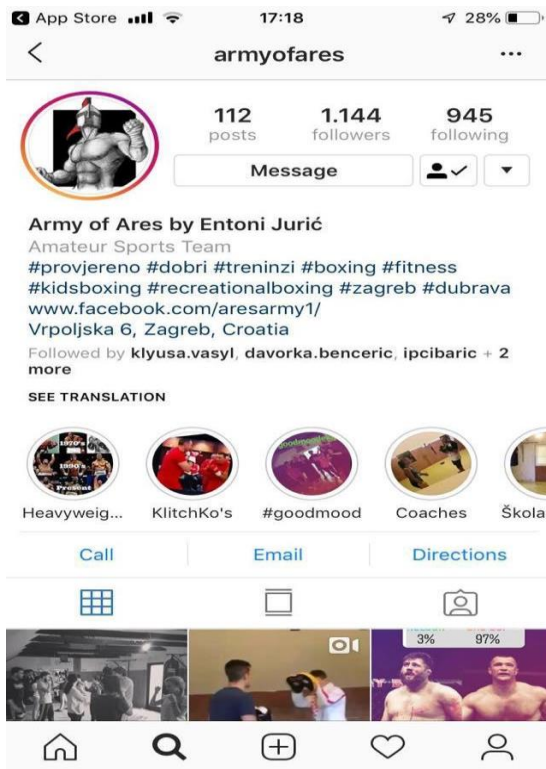 App Store 17:18 28%
armyofares
112 1.144 945
posts followers following
Message
Army of Ares by Entoni Jurić
Amateur Sports Team
#provjereno #dobri #treninzi #boxing #fitness
#kidsboxing #recreationalboxing #zagreb #dubrava
www.facebook.com/aresarmy1/
Vrpoljska 6, Zagreb, Croatia
Followed by klyusa.vasyl, davorka.benceric, ipcibaric + 2
more
SEE TRANSLATION
1970's
1990's
Present
Heavyweig... KlitchKo's #goodmood Coaches Škola
Call Email Directions
3% 97%